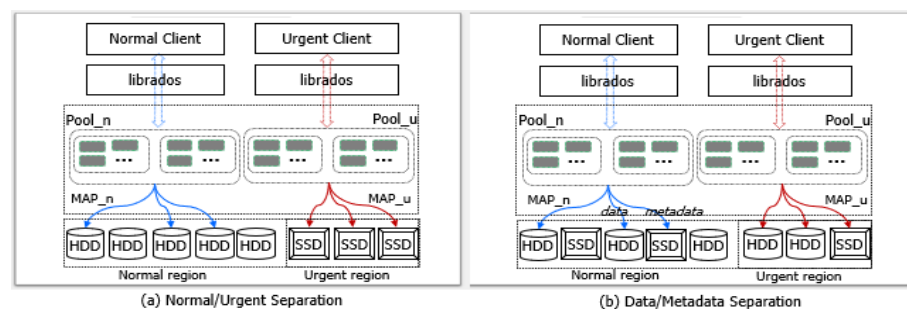 Normal Client Urgent Client
librados librados
Pool_n Pool_u
... ... ... ...
MAP_n MAP_u
HDD HDD HDD HDD HDD SSD SSD SSD
Normal region Urgent region
(a) Normal/Urgent Separation
Normal Client Urgent Client
librados librados
Pool_n Pool_u
... ... ... ...
MAP_n data metadata MAP_u
HDD SSD HDD SSD HDD HDD HDD SSD
Normal region Urgent region
(b) Data/Metadata Separation